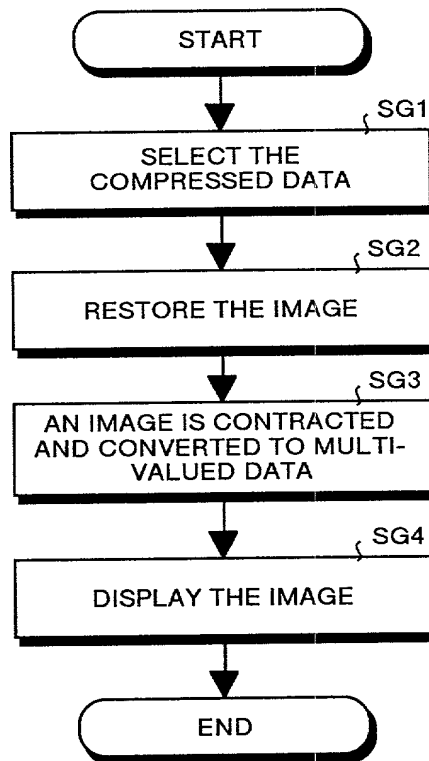 START
SG1
SELECT THE
COMPRESSED DATA
SG2
RESTORE THE IMAGE
SG3
AN IMAGE IS CONTRACTED
AND CONVERTED TO MULTI-
VALUED DATA
SG4
DISPLAY THE IMAGE
END